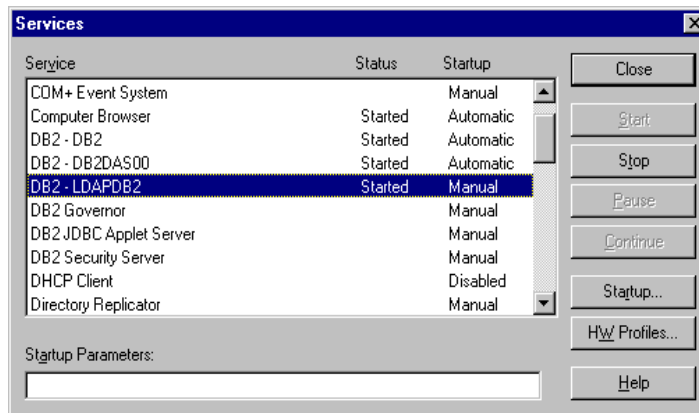 Services
Service Status Startup
COM+ Event System Manual
Computer Browser Started Automatic
DB2 - DB2 Started Automatic
DB2 - DB2DAS00 Started Automatic
DB2 - LDAPDB2 Started Manual
DB2 Governor Manual
DB2 JDBC Applet Server Manual
DB2 Security Server Manual
DHCP Client Disabled
Directory Replicator Manual
Startup Parameters:
Close
Start
Stop
Pause
Continue
Startup...
HW Profiles...
Help